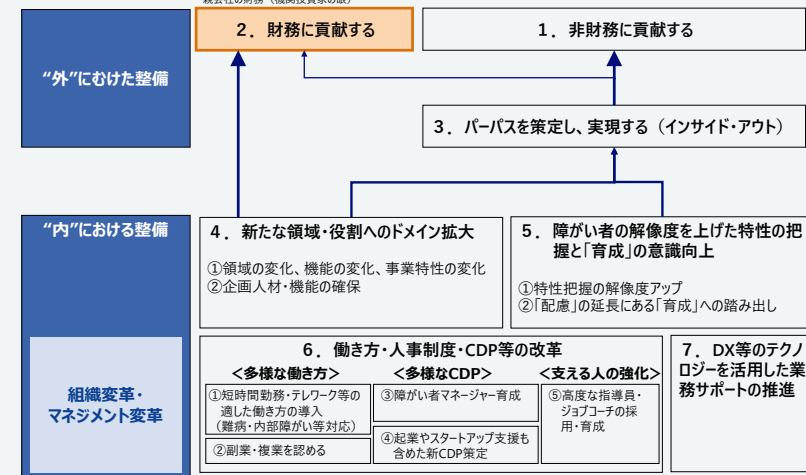 親会社の財務（機関投資家の眼）
2．財務に貢献する
1．非財務に貢献する
“外”にむけた整備
3．パーパスを策定し、実現する（インサイド・アウト）
“内”における整備
4．新たな領域・役割へのドメイン拡大
①領域の変化、機能の変化、事業特性の変化
②企画人材・機能の確保
5．障がい者の解像度を上げた特性の把
握と「育成」の意識向上
①特性把握の解像度アップ
②「配慮」の延長にある「育成」への踏み出し
組織変革・
マネジメント変革
6．働き方・人事制度・CDP等の改革
＜多様な働き方＞
①短時間勤務・テレワーク等の
適した働き方の導入
（難病・内部障がい等対応）
②副業・複業を認める
＜多様なCDP＞
③障がい者マネージャー育成
④起業やスタートアップ支援も
含めた新CDP策定
＜支える人の強化＞
⑤高度な指導員・
ジョブコーチの採
用・育成
7．DX等のテクノ
ロジーを活用した業
務サポートの推進